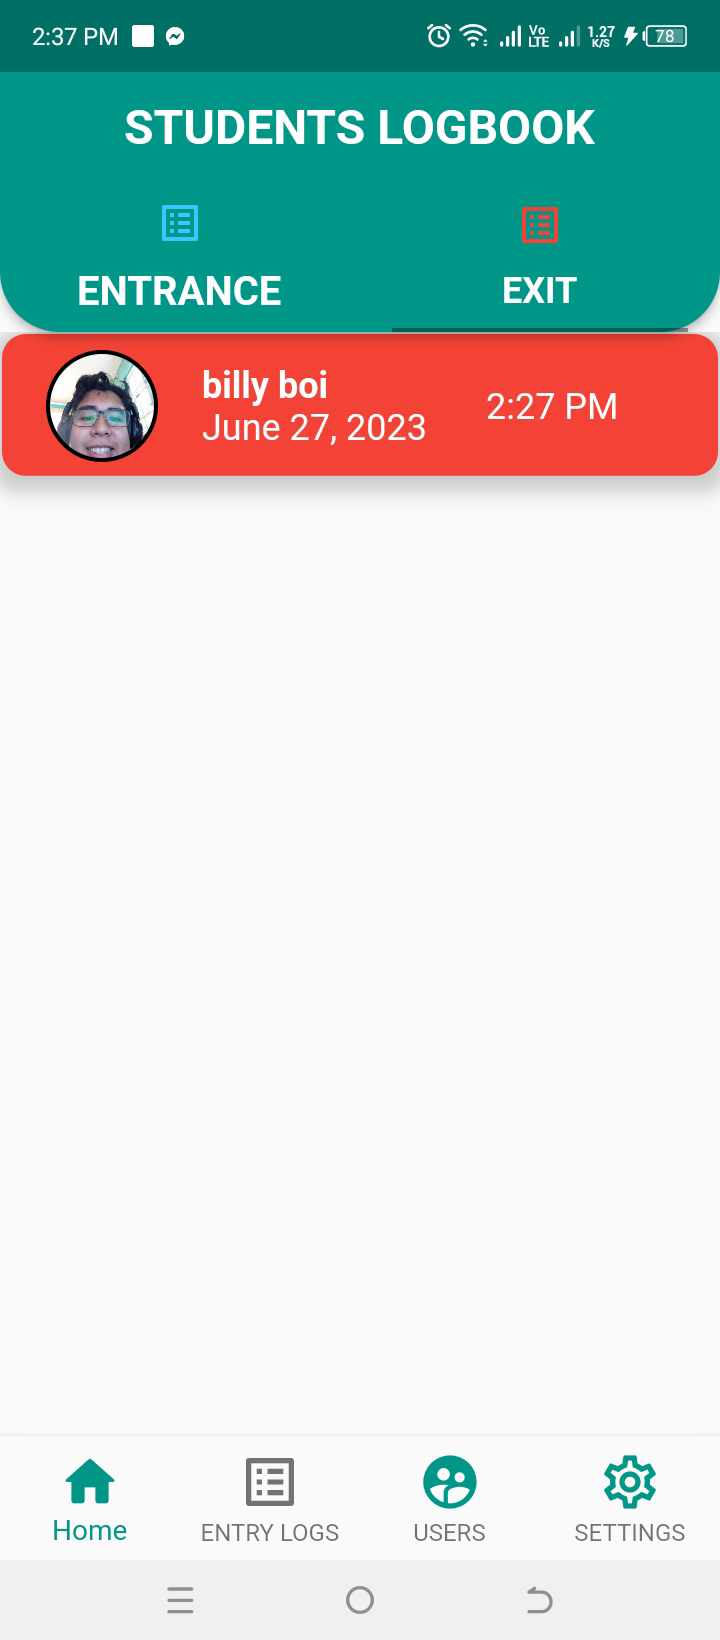 2:37 PM
Vo LTE
1.27 K/S
78
STUDENTS LOGBOOK
ENTRANCE
EXIT
billy boi
June 27, 2023
2:27 PM
Home
ENTRY LOGS
USERS
SETTINGS